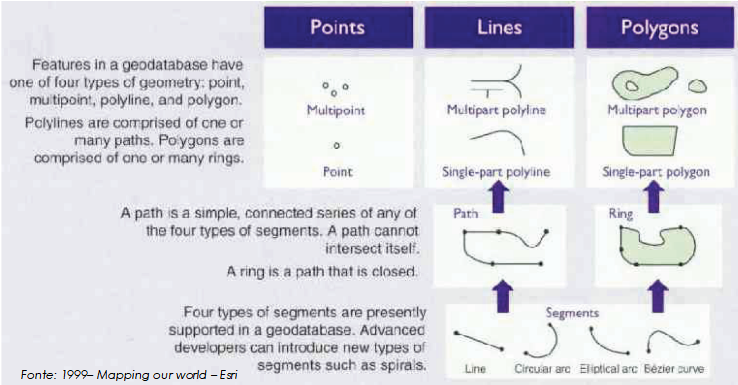 Points
Lines
Polygons
Features in a geodatabase have
one of four types of geometry: point,
multipoint, polyline, and polygon.
Polylines are comprised of one or
many paths. Polygons are
comprised of one or many rings.
Multipoint
Multipart polyline
Multipart polygon
Point
Single-part polyline
Single-part polygon
A path is a simple, connected series of any of
the four types of segments. A path cannot
intersect itself.
A ring is a path that is closed.
Path
Ring
Four types of segments are presently
supported in a geodatabase. Advanced
developers can introduce new types of
segments such as spirals.
Segments
Line
Circular arc
Elliptical arc
Bézier curve
Fonte: 1999– Mapping our world – Esri